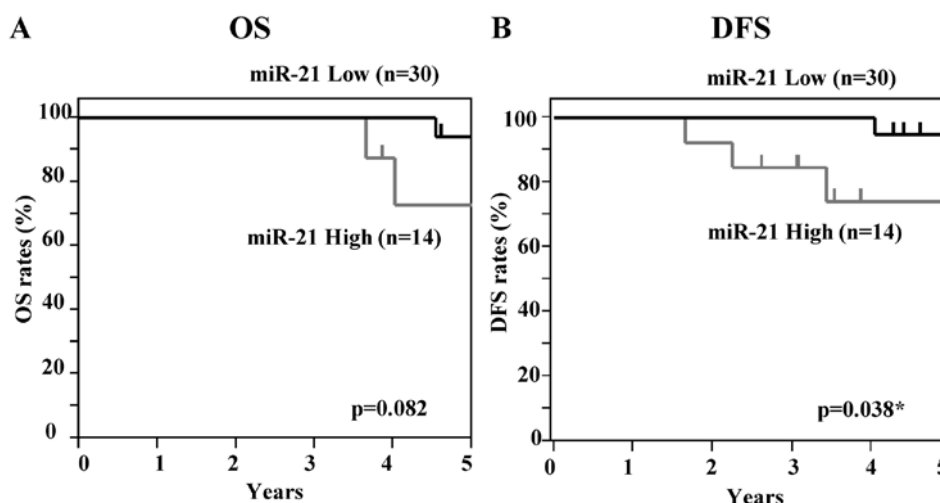 A OS
miR-21 Low (n=30)
100
80
60
40
20
0
OS rates (%)
miR-21 High (n=14)
p=0.082
0 1 2 3 4 5
Years
B DFS
miR-21 Low (n=30)
100
80
60
40
20
0
DFS rates (%)
miR-21 High (n=14)
p=0.038*
0 1 2 3 4 5
Years